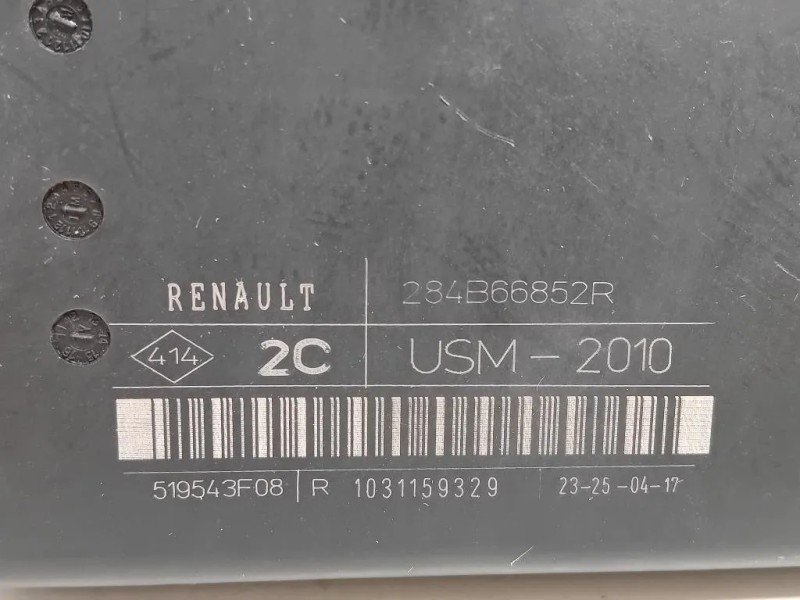 RENAULT 284B66852R
414 2C USM - 2010
519543F08 R 1031159329 23-25-04-17